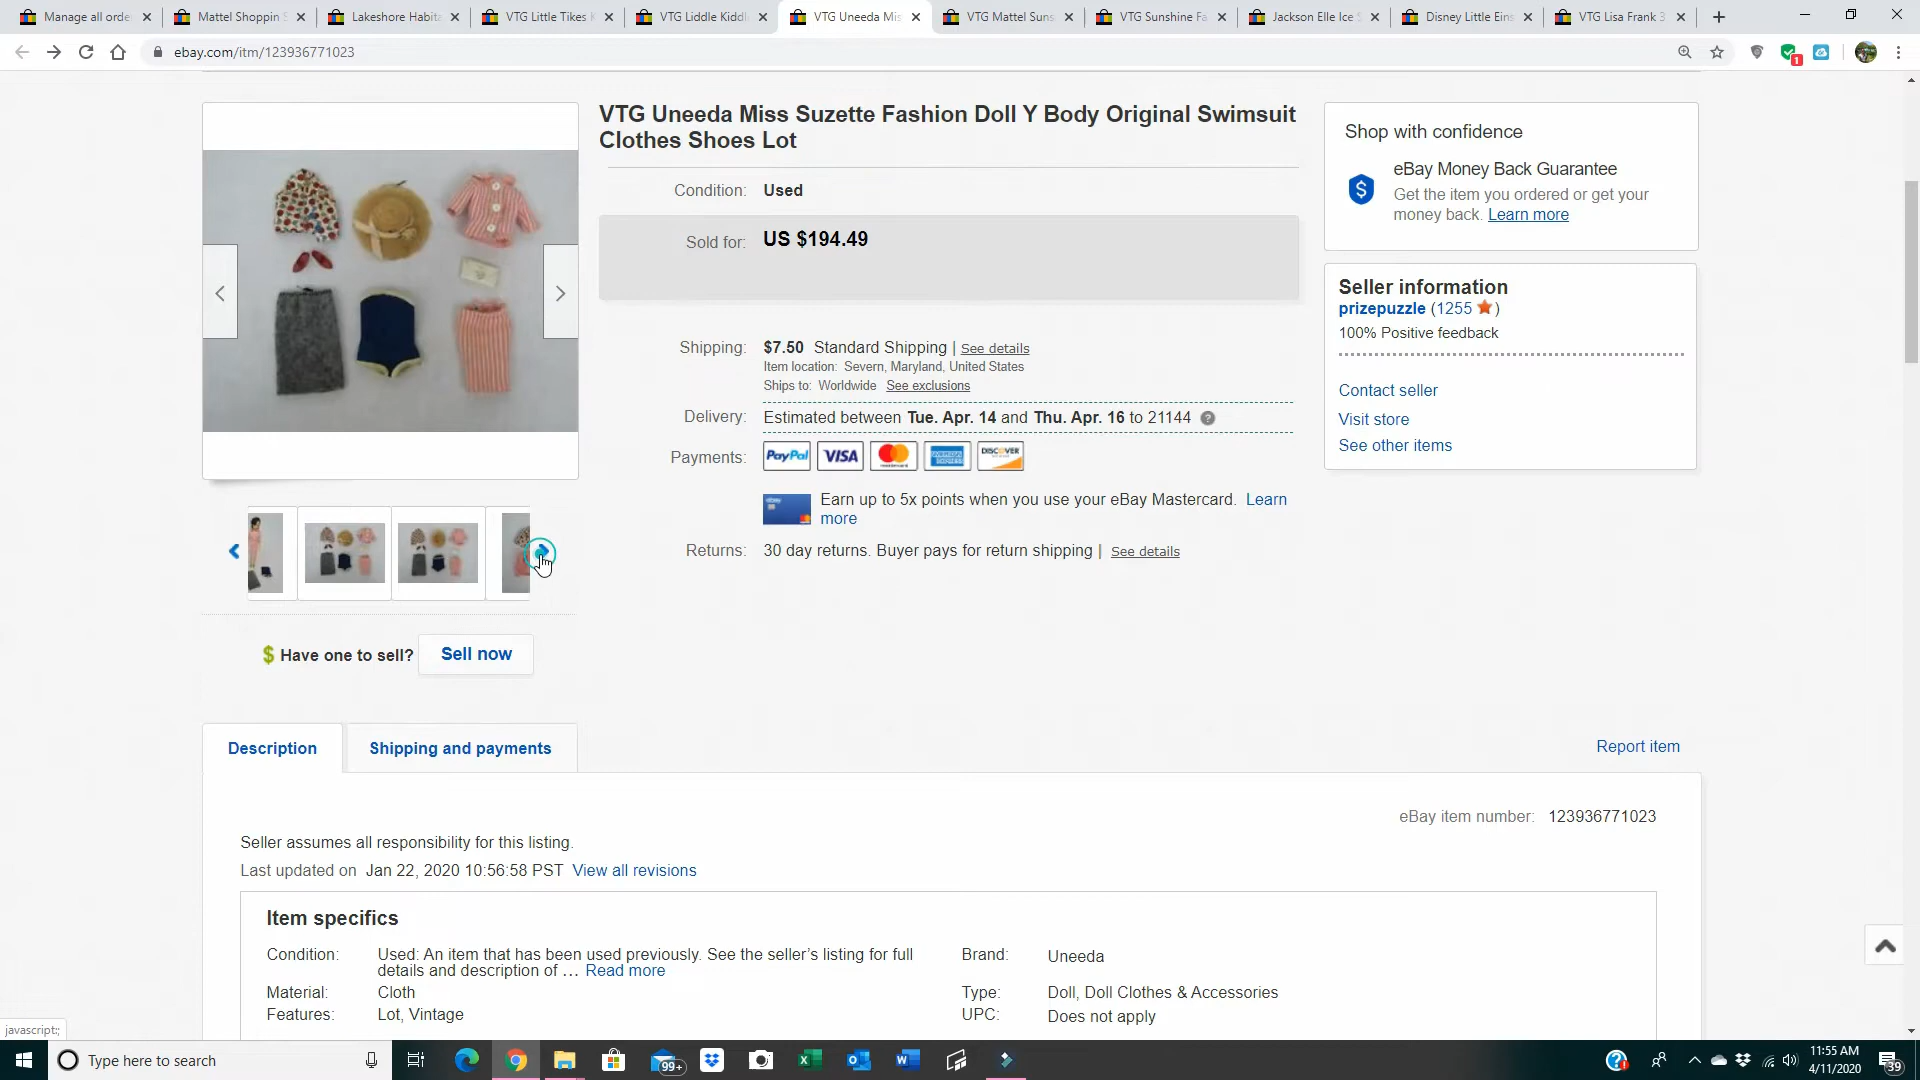 Manage all orde
Mattel Shoppin S
Lakeshore Habita
VTG Little Tikes K
VTG Liddle Kiddl
VTG Uneeda Mis
VTG Mattel Suns
VTG Sunshine Fa
Jackson Elle Ice S
Disney Little Eins
VTG Lisa Frank 3
ebay.com/itm/123936771023
1
VTG Uneeda Miss Suzette Fashion Doll Y Body Original Swimsuit
Clothes Shoes Lot
Condition: Used
Sold for: US $194.49
Shipping: $7.50 Standard Shipping | See details
Item location: Severn, Maryland, United States
Ships to: Worldwide See exclusions
Delivery: Estimated between Tue. Apr. 14 and Thu. Apr. 16 to 21144 ?
Payments: PayPal VISA MasterCard AMERICAN EXPRESS DISCOVER
Earn up to 5x points when you use your eBay Mastercard. Learn
more
Returns: 30 day returns. Buyer pays for return shipping | See details
Shop with confidence
eBay Money Back Guarantee
Get the item you ordered or get your
money back. Learn more
Seller information
prizepuzzle (1255 )
100% Positive feedback
Contact seller
Visit store
See other items
$ Have one to sell? Sell now
Description
Shipping and payments
Report item
eBay item number: 123936771023
Seller assumes all responsibility for this listing.
Last updated on Jan 22, 2020 10:56:58 PST View all revisions
Item specifics
Condition: Used: An item that has been used previously. See the seller's listing for full
details and description of ... Read more
Brand: Uneeda
Material: Cloth
Type: Doll, Doll Clothes & Accessories
Features: Lot, Vintage
UPC: Does not apply
javascript:;
Type here to search
99+
11:55 AM
4/11/2020
39